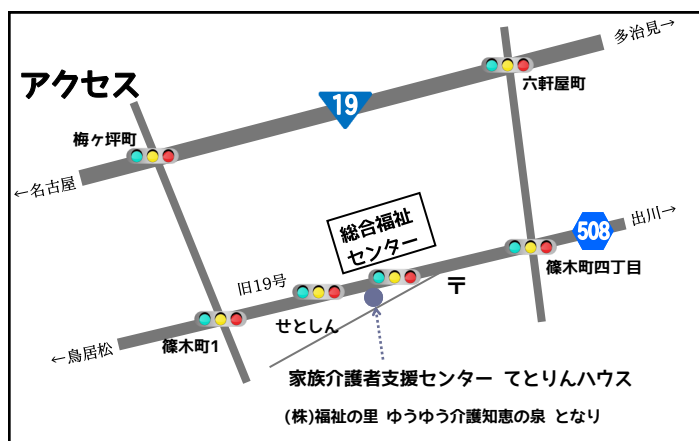 アクセス
多治見→
六軒屋町
19
梅ヶ坪町
←名古屋
総合福祉
センター
508
出川→
旧19号
〒
篠木町四丁目
せとしん
篠木町1
←鳥居松
家族介護者支援センター てとりんハウス
(株)福祉の里 ゆうゆう介護知恵の泉 となり